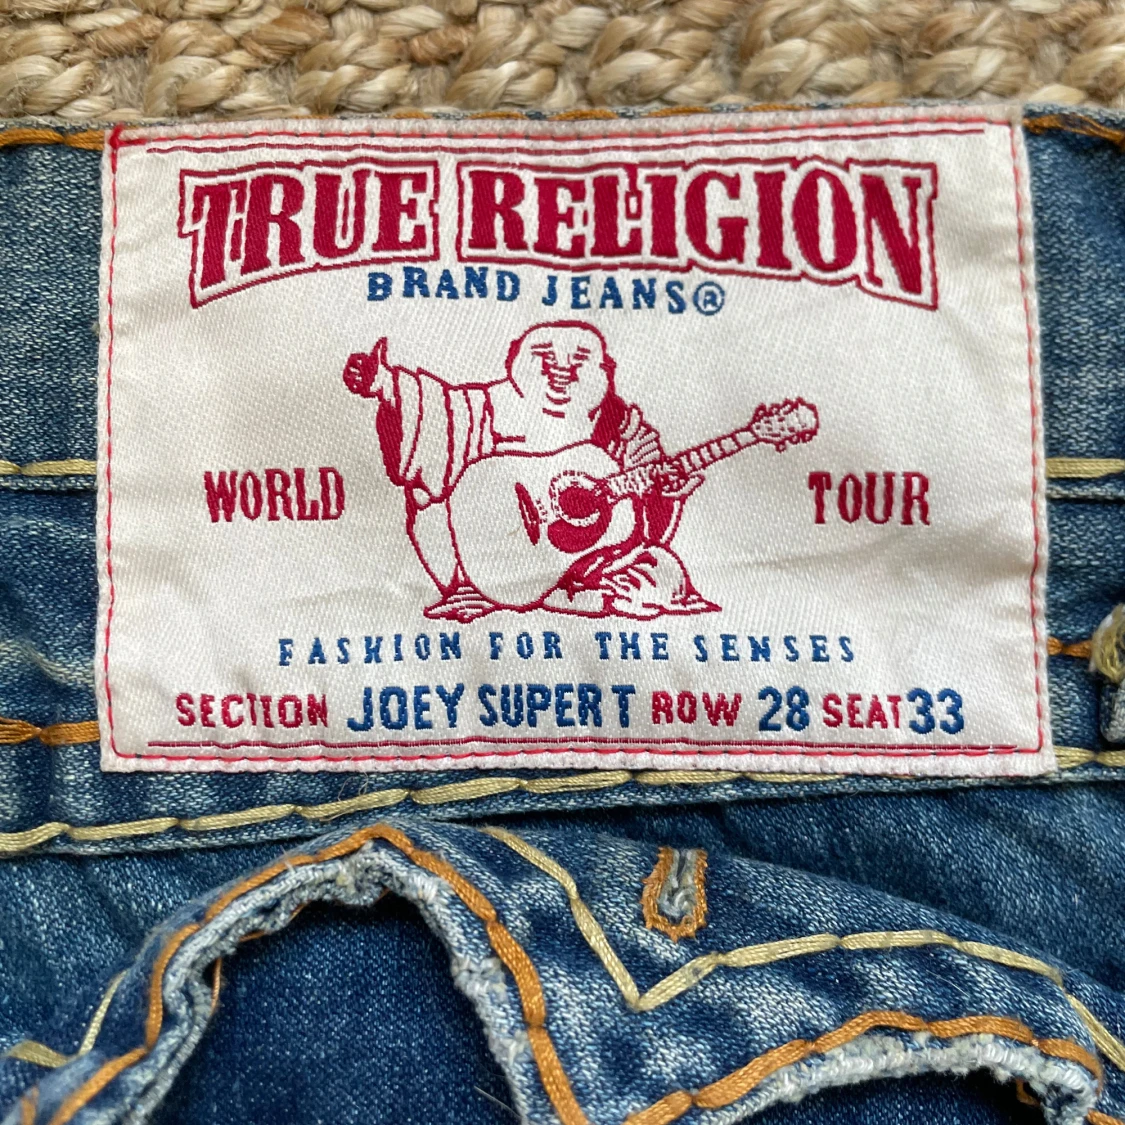 TRUE RELIGION
BRAND JEANS®
WORLD TOUR
FASHION FOR THE SENSES
SECTION JOEY SUPER T ROW 28 SEAT 33